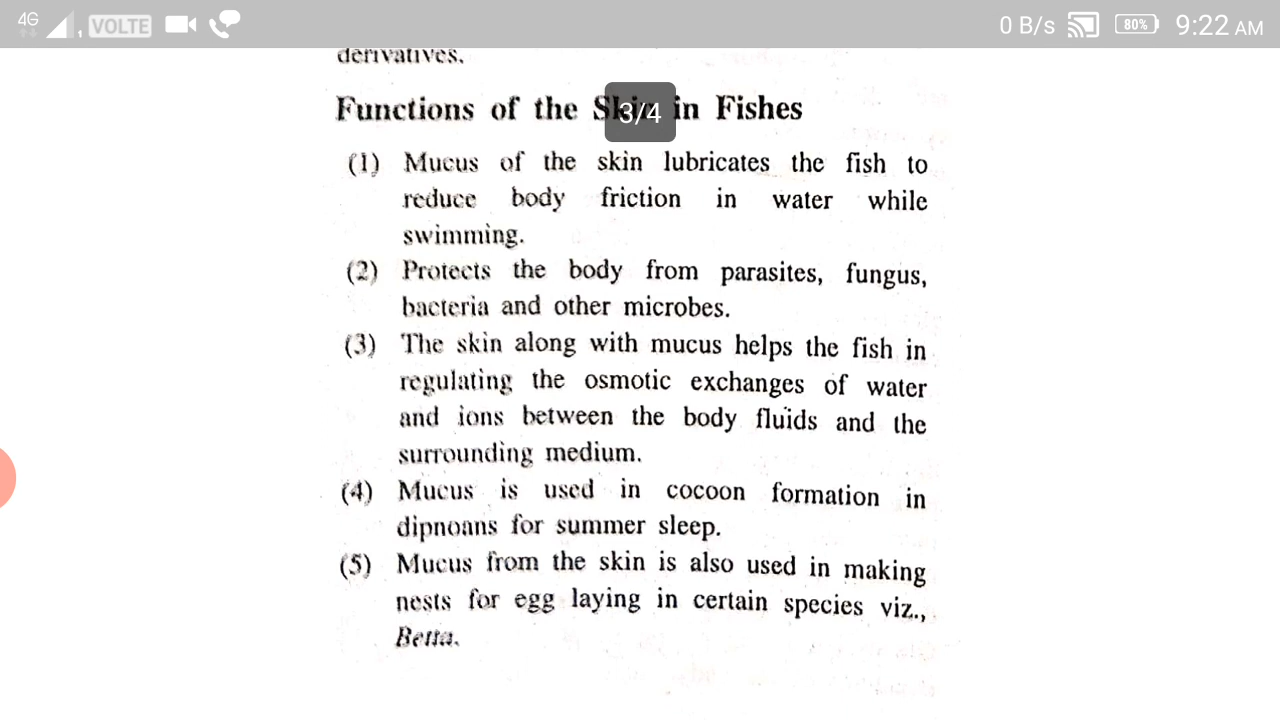 4G VOLTE 0 B/s 80% 9:22 AM
derivatives.
Functions of the Skin in Fishes
3/4
(1) Mucus of the skin lubricates the fish to
reduce body friction in water while
swimming.
(2) Protects the body from parasites, fungus,
bacteria and other microbes.
(3) The skin along with mucus helps the fish in
regulating the osmotic exchanges of water
and ions between the body fluids and the
surrounding medium.
(4) Mucus is used in cocoon formation in
dipnoans for summer sleep.
(5) Mucus from the skin is also used in making
nests for egg laying in certain species viz.,
Betta.